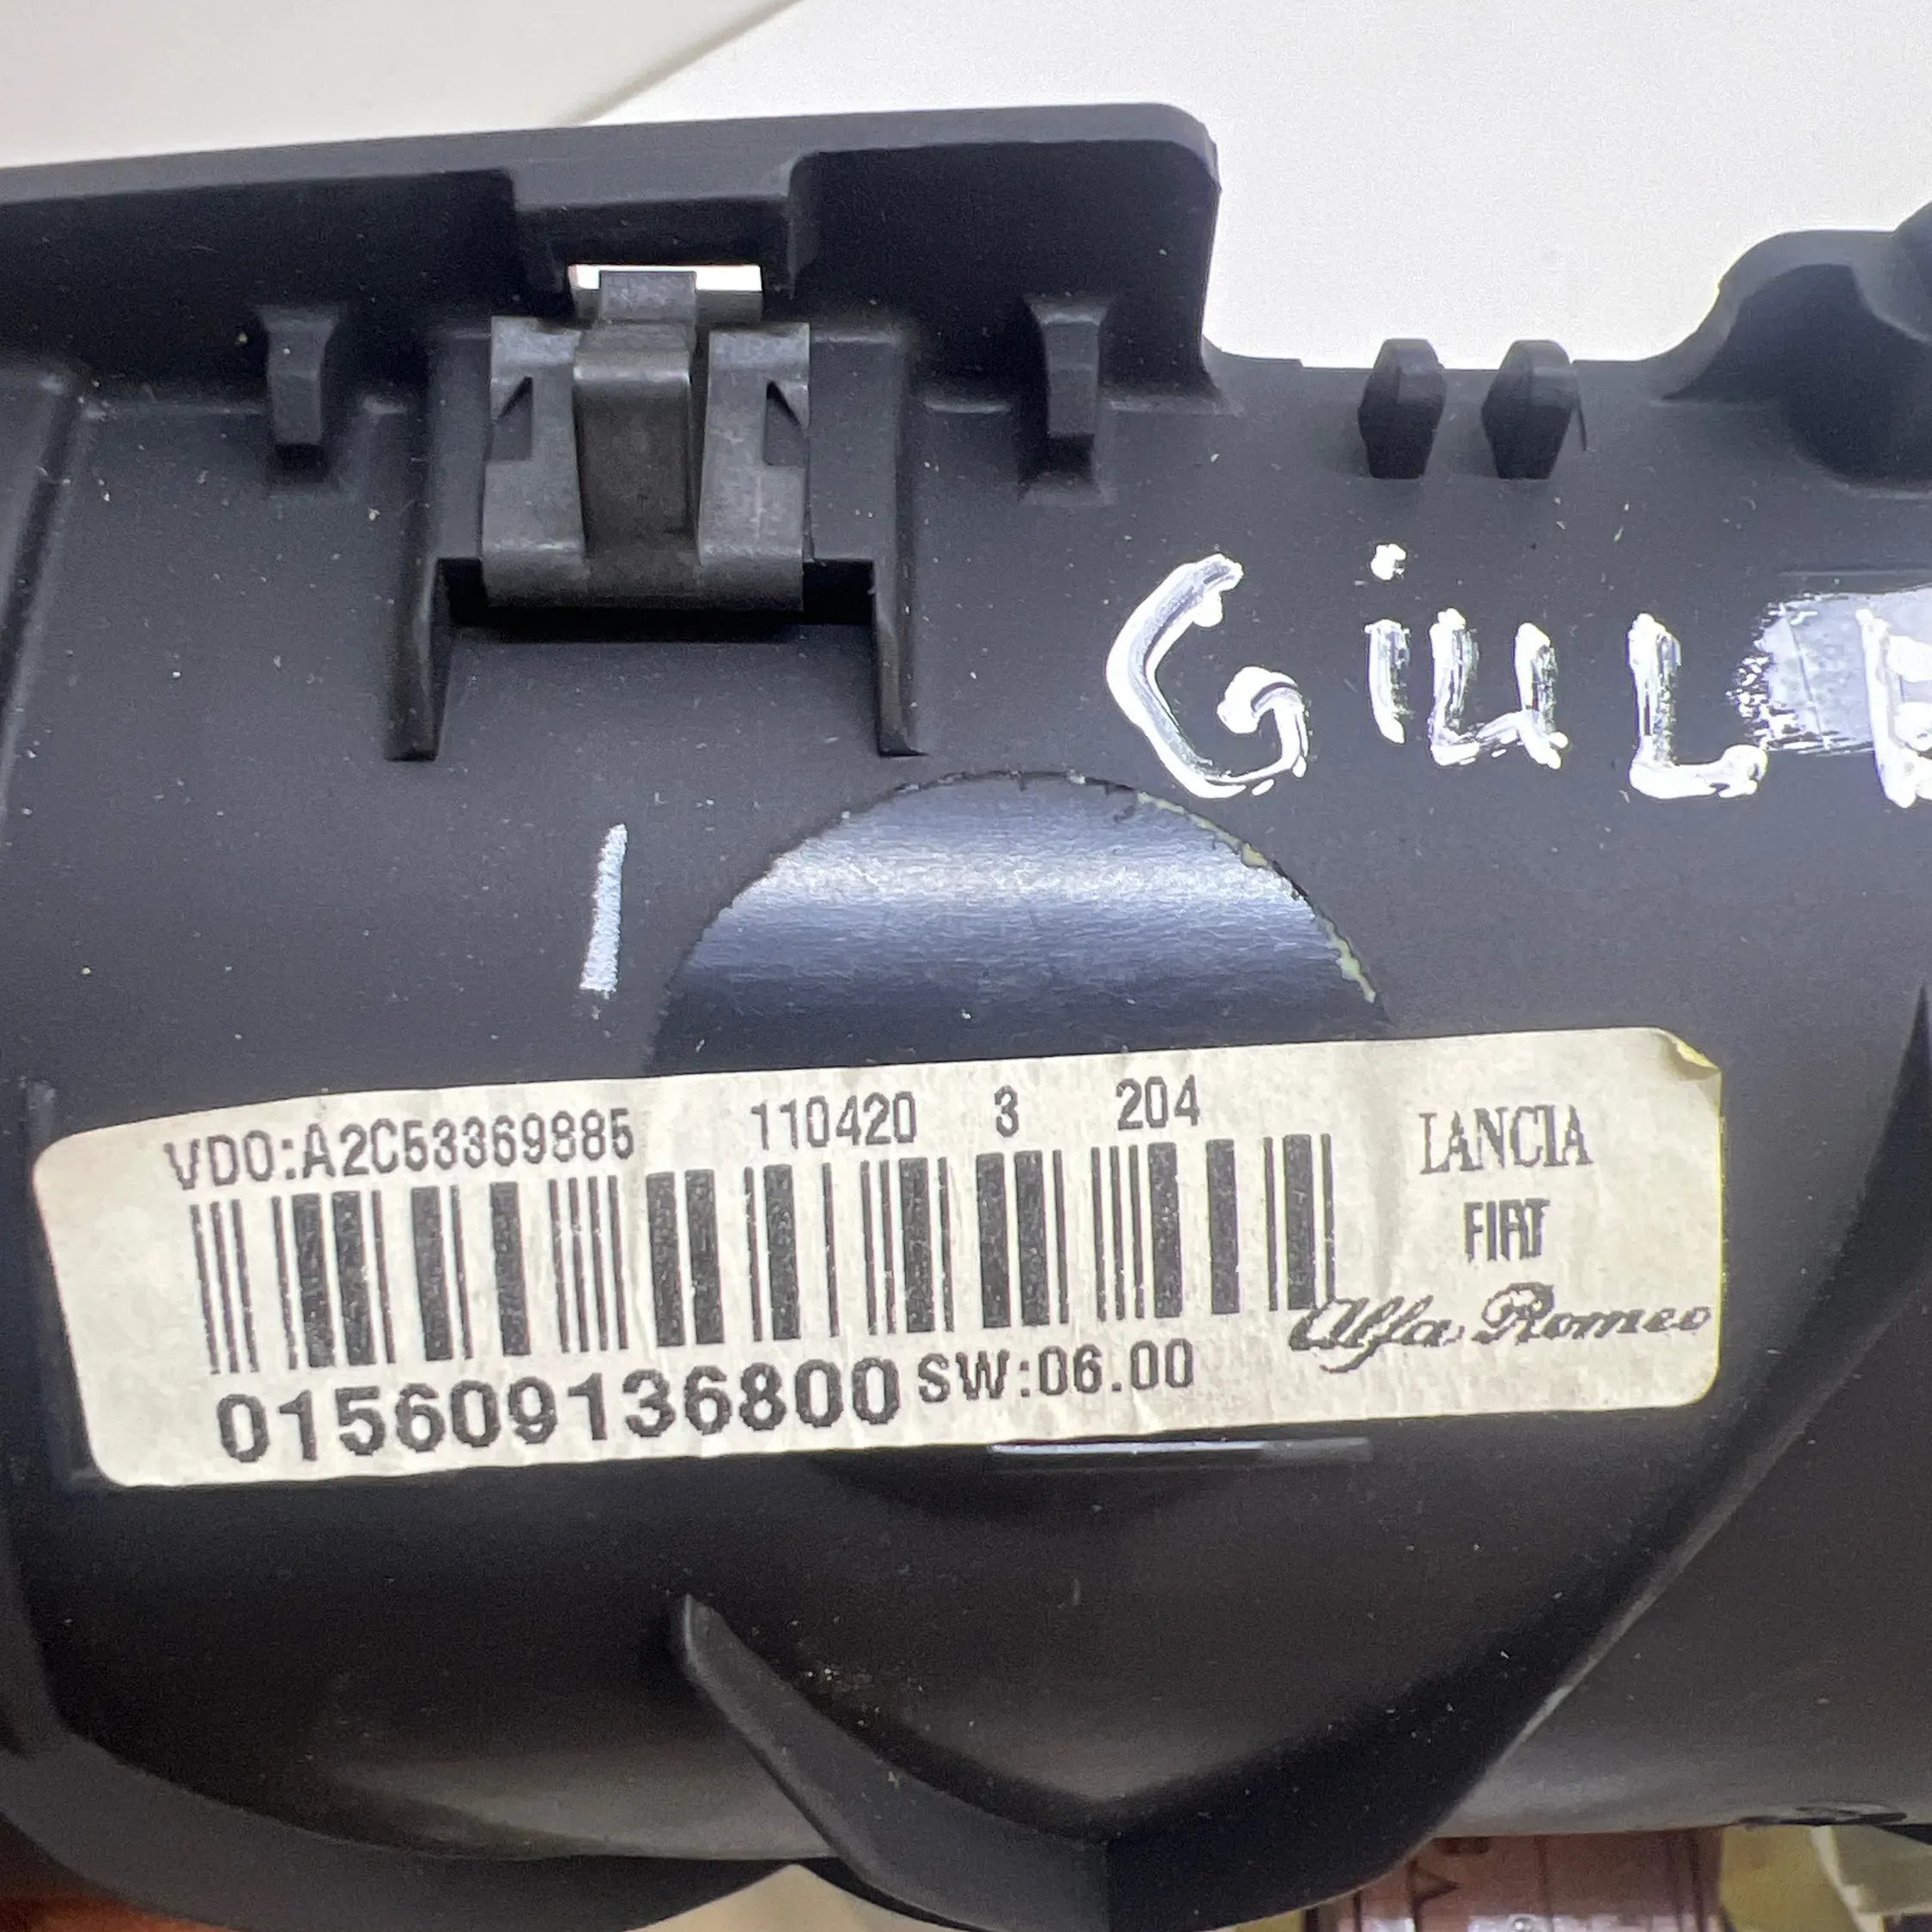 GiuL
VDO:A2C53369885 110420 3 204
LANCIA
FIAT
Alfa Romeo
015609136800 SW:06.00